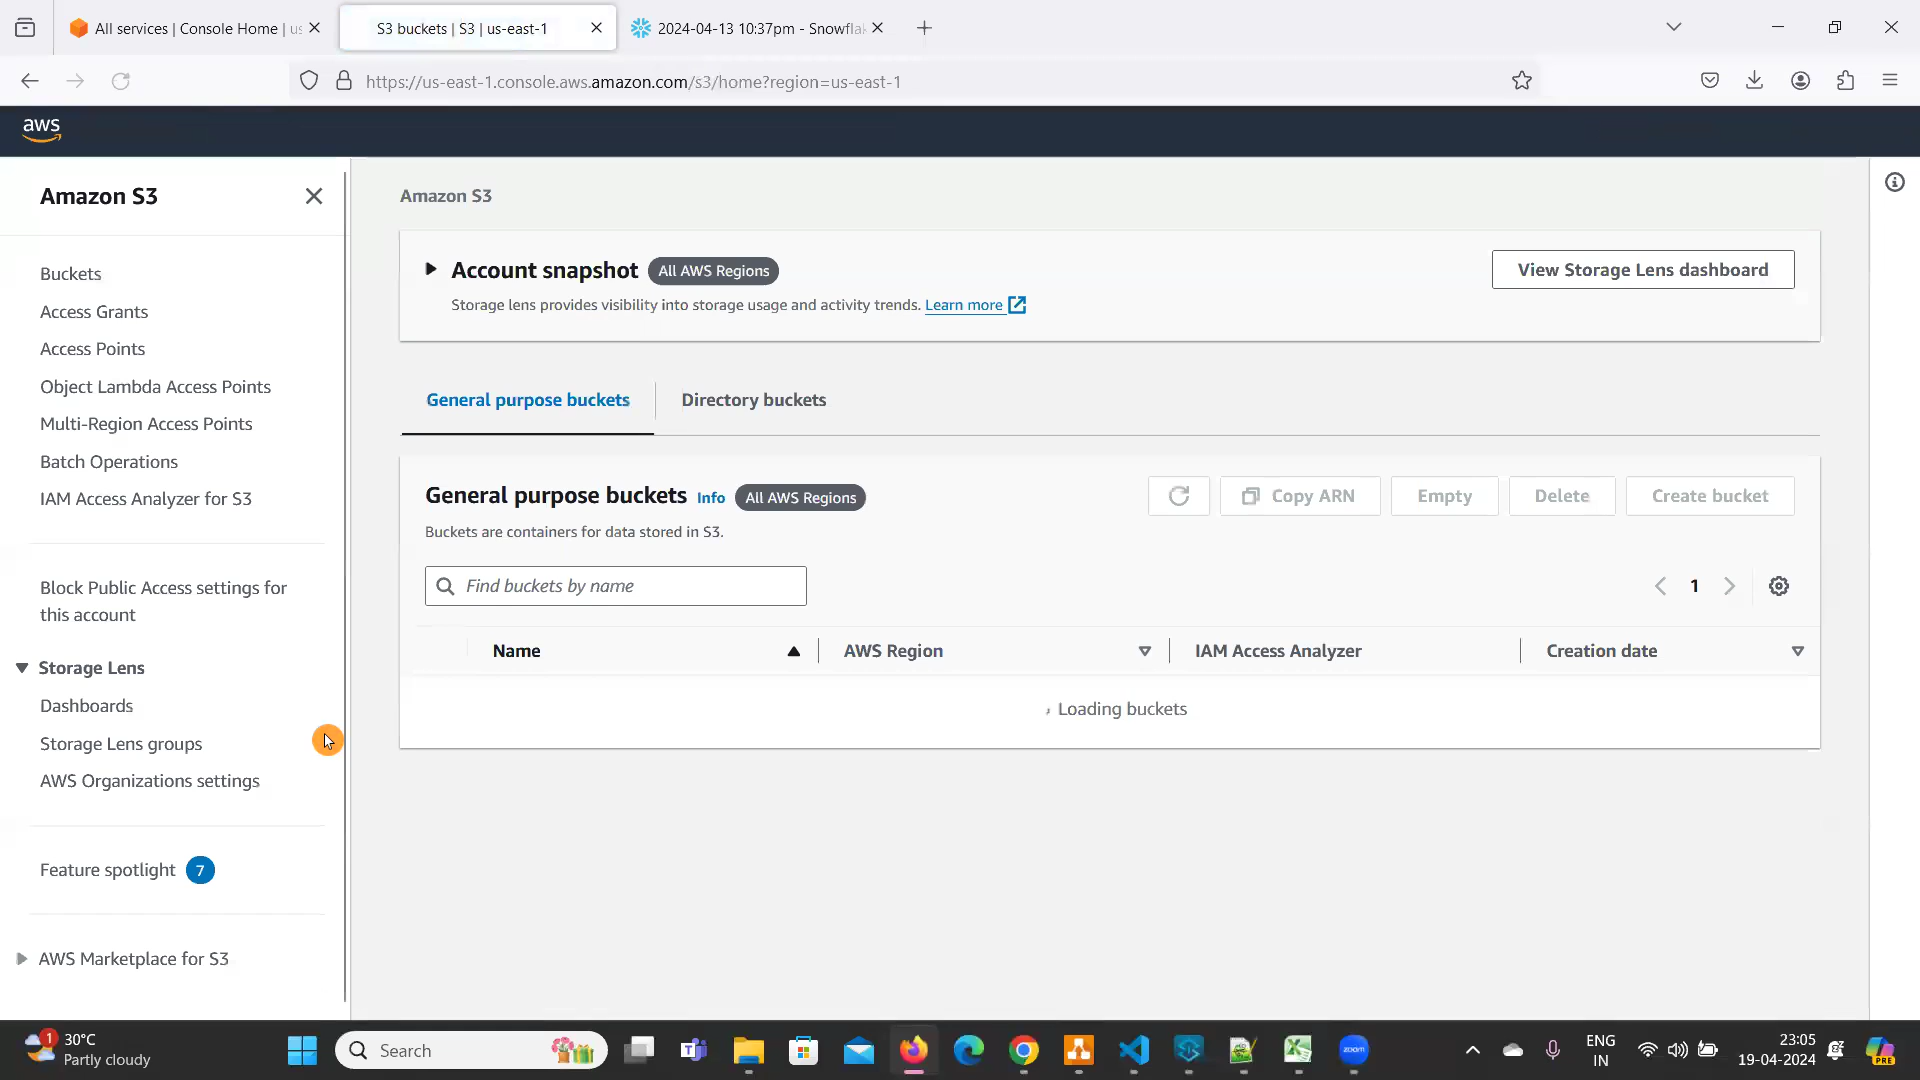 All services | Console Home | us
S3 buckets | S3 | us-east-1
2024-04-13 10:37pm - Snowflak
https://us-east-1.console.aws.amazon.com/s3/home?region=us-east-1
aws
Amazon S3
Buckets
Access Grants
Access Points
Object Lambda Access Points
Multi-Region Access Points
Batch Operations
IAM Access Analyzer for S3
Block Public Access settings for
this account
Storage Lens
Dashboards
Storage Lens groups
AWS Organizations settings
Feature spotlight 7
AWS Marketplace for S3
Amazon S3
Account snapshot All AWS Regions
View Storage Lens dashboard
Storage lens provides visibility into storage usage and activity trends. Learn more
General purpose buckets
Directory buckets
General purpose buckets Info All AWS Regions
Copy ARN
Empty
Delete
Create bucket
Buckets are containers for data stored in S3.
Find buckets by name
1
Name
AWS Region
IAM Access Analyzer
Creation date
Loading buckets
1
30°C
Partly cloudy
Search
zoom
ENG
IN
23:05
19-04-2024
PRE